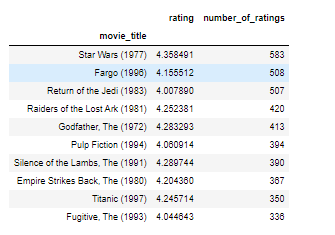 rating number_of_ratings
movie_title
Star Wars (1977) 4.358491 583
Fargo (1996) 4.155512 508
Return of the Jedi (1983) 4.007890 507
Raiders of the Lost Ark (1981) 4.252381 420
Godfather, The (1972) 4.283293 413
Pulp Fiction (1994) 4.060914 394
Silence of the Lambs, The (1991) 4.289744 390
Empire Strikes Back, The (1980) 4.204360 367
Titanic (1997) 4.245714 350
Fugitive, The (1993) 4.044643 336